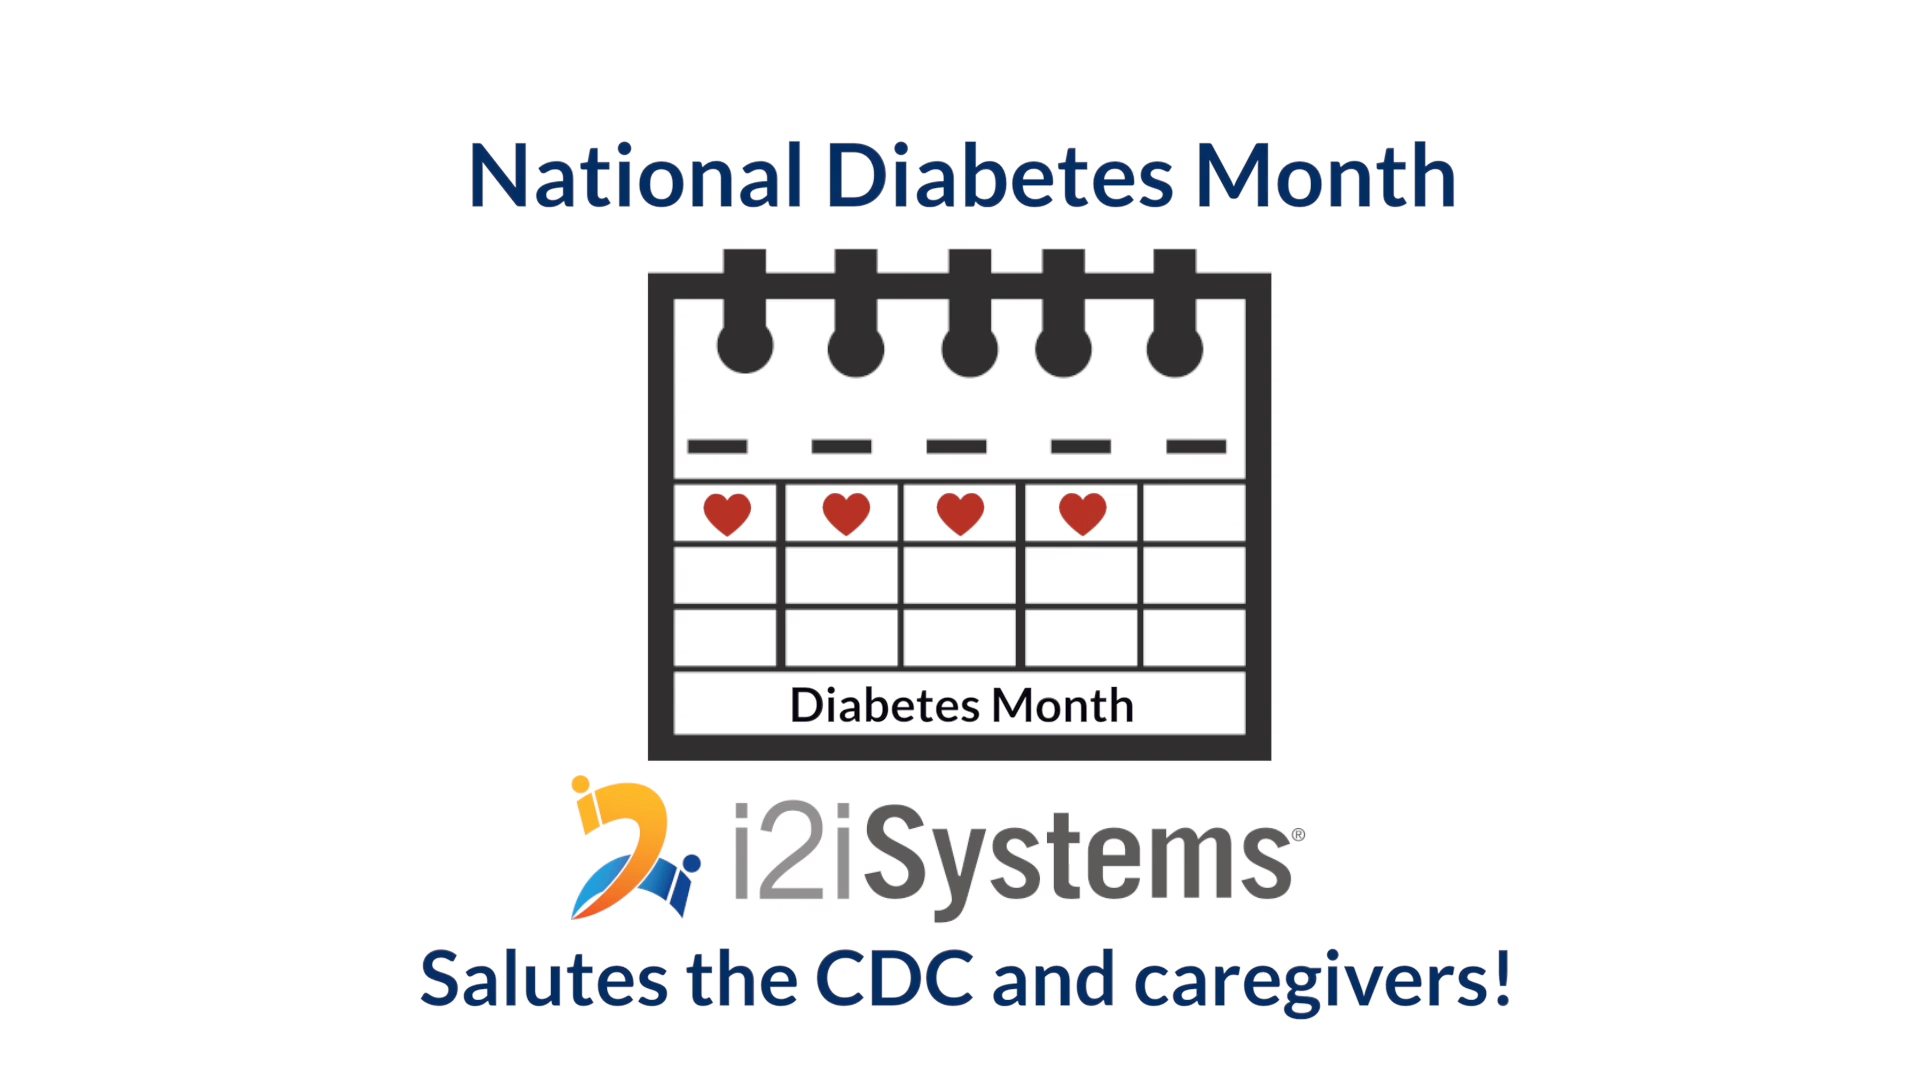 National Diabetes Month
Diabetes Month
i2iSystems®
Salutes the CDC and caregivers!